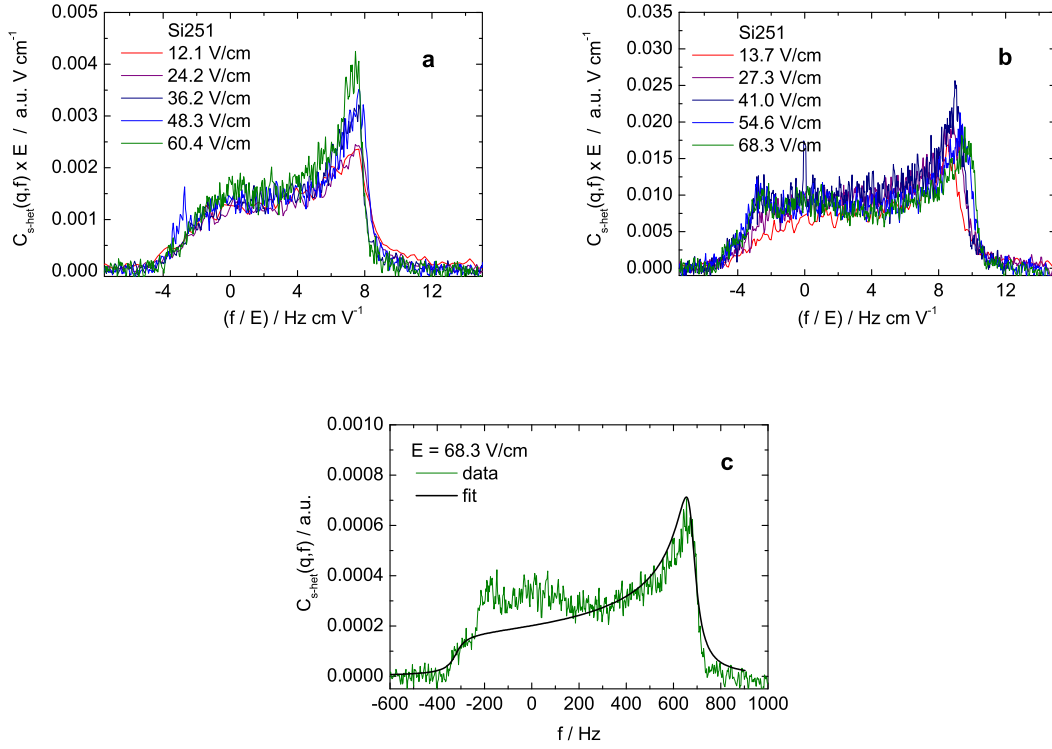 a
Si251
12.1 V/cm
24.2 V/cm
36.2 V/cm
48.3 V/cm
60.4 V/cm
0.005
0.004
0.003
0.002
0.001
0.000
C_{s-het}(q,f) x E / a.u. V cm^{-1}
-4 0 4 8 12
(f / E) / Hz cm V^{-1}
b
Si251
13.7 V/cm
27.3 V/cm
41.0 V/cm
54.6 V/cm
68.3 V/cm
0.035
0.030
0.025
0.020
0.015
0.010
0.005
0.000
C_{s-het}(q,f) x E / a.u. V cm^{-1}
-4 0 4 8 12
(f / E) / Hz cm V^{-1}
c
E = 68.3 V/cm
data
fit
0.0010
0.0008
0.0006
0.0004
0.0002
0.0000
C_{s-het}(q,f) / a.u.
-600 -400 -200 0 200 400 600 800 1000
f / Hz